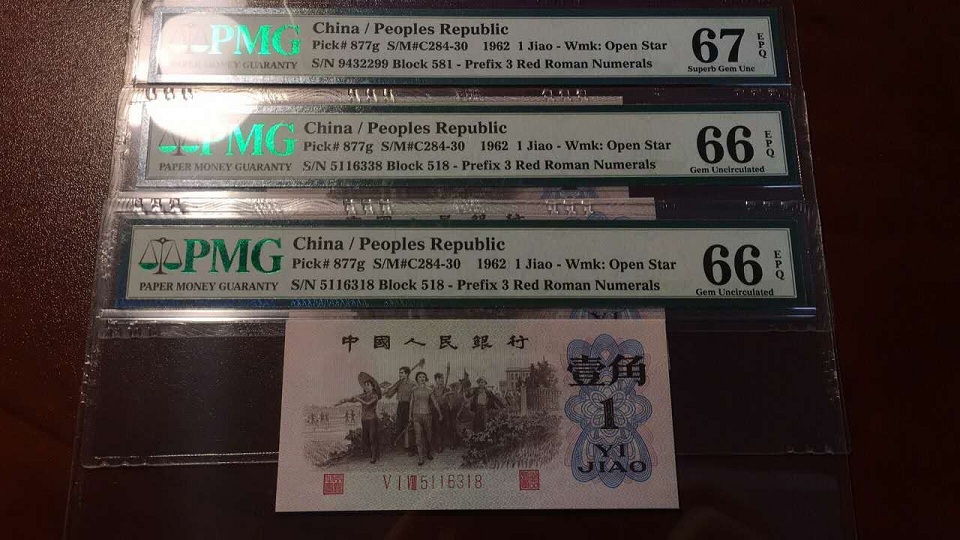 PMG
PAPER MONEY GUARANTY
China / Peoples Republic
Pick# 877g S/M#C284-30 1962 1 Jiao - Wmk: Open Star
S/N 9432299 Block 581 - Prefix 3 Red Roman Numerals
67 EPQ
Superb Gem Unc
PMG
PAPER MONEY GUARANTY
China / Peoples Republic
Pick# 877g S/M#C284-30 1962 1 Jiao - Wmk: Open Star
S/N 5116338 Block 518 - Prefix 3 Red Roman Numerals
66 EPQ
Gem Uncirculated
PMG
PAPER MONEY GUARANTY
China / Peoples Republic
Pick# 877g S/M#C284-30 1962 1 Jiao - Wmk: Open Star
S/N 5116318 Block 518 - Prefix 3 Red Roman Numerals
66 EPQ
Gem Uncirculated
YI
中國人民銀行
壹角
1
YI
JIAO
V I VIII 5116318